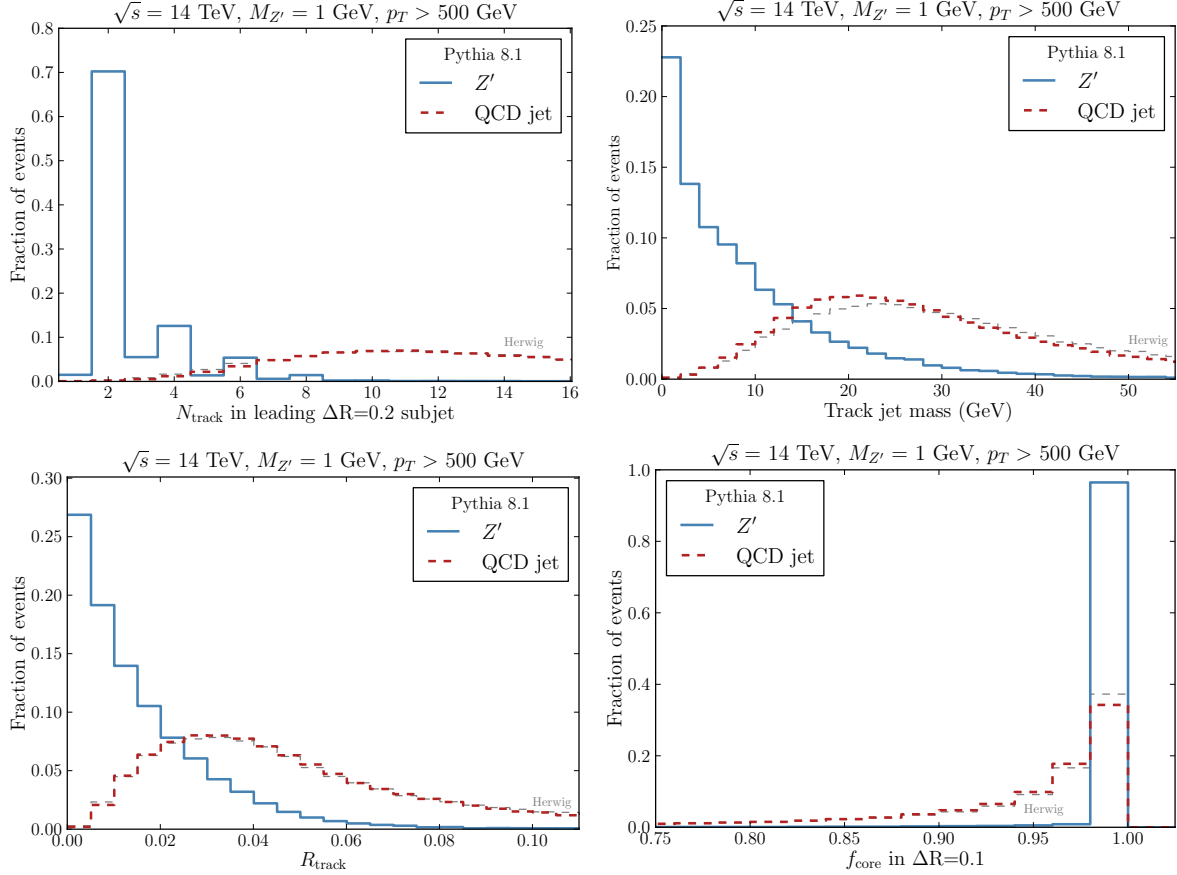 √s = 14 TeV, M_Z′ = 1 GeV, p_T > 500 GeV
Fraction of events
0.8
0.7
0.6
0.5
0.4
0.3
0.2
0.1
0.0
Pythia 8.1
Z′
QCD jet
Herwig
2 4 6 8 10 12 14 16
N_track in leading ΔR=0.2 subjet
√s = 14 TeV, M_Z′ = 1 GeV, p_T > 500 GeV
Fraction of events
0.25
0.20
0.15
0.10
0.05
0.00
Pythia 8.1
Z′
QCD jet
Herwig
0 10 20 30 40 50
Track jet mass (GeV)
√s = 14 TeV, M_Z′ = 1 GeV, p_T > 500 GeV
Fraction of events
0.30
0.25
0.20
0.15
0.10
0.05
0.00
Pythia 8.1
Z′
QCD jet
Herwig
0.00 0.02 0.04 0.06 0.08 0.10
R_track
√s = 14 TeV, M_Z′ = 1 GeV, p_T > 500 GeV
Fraction of events
1.0
0.8
0.6
0.4
0.2
0.0
Pythia 8.1
Z′
QCD jet
Herwig
0.75 0.80 0.85 0.90 0.95 1.00
f_core in ΔR=0.1